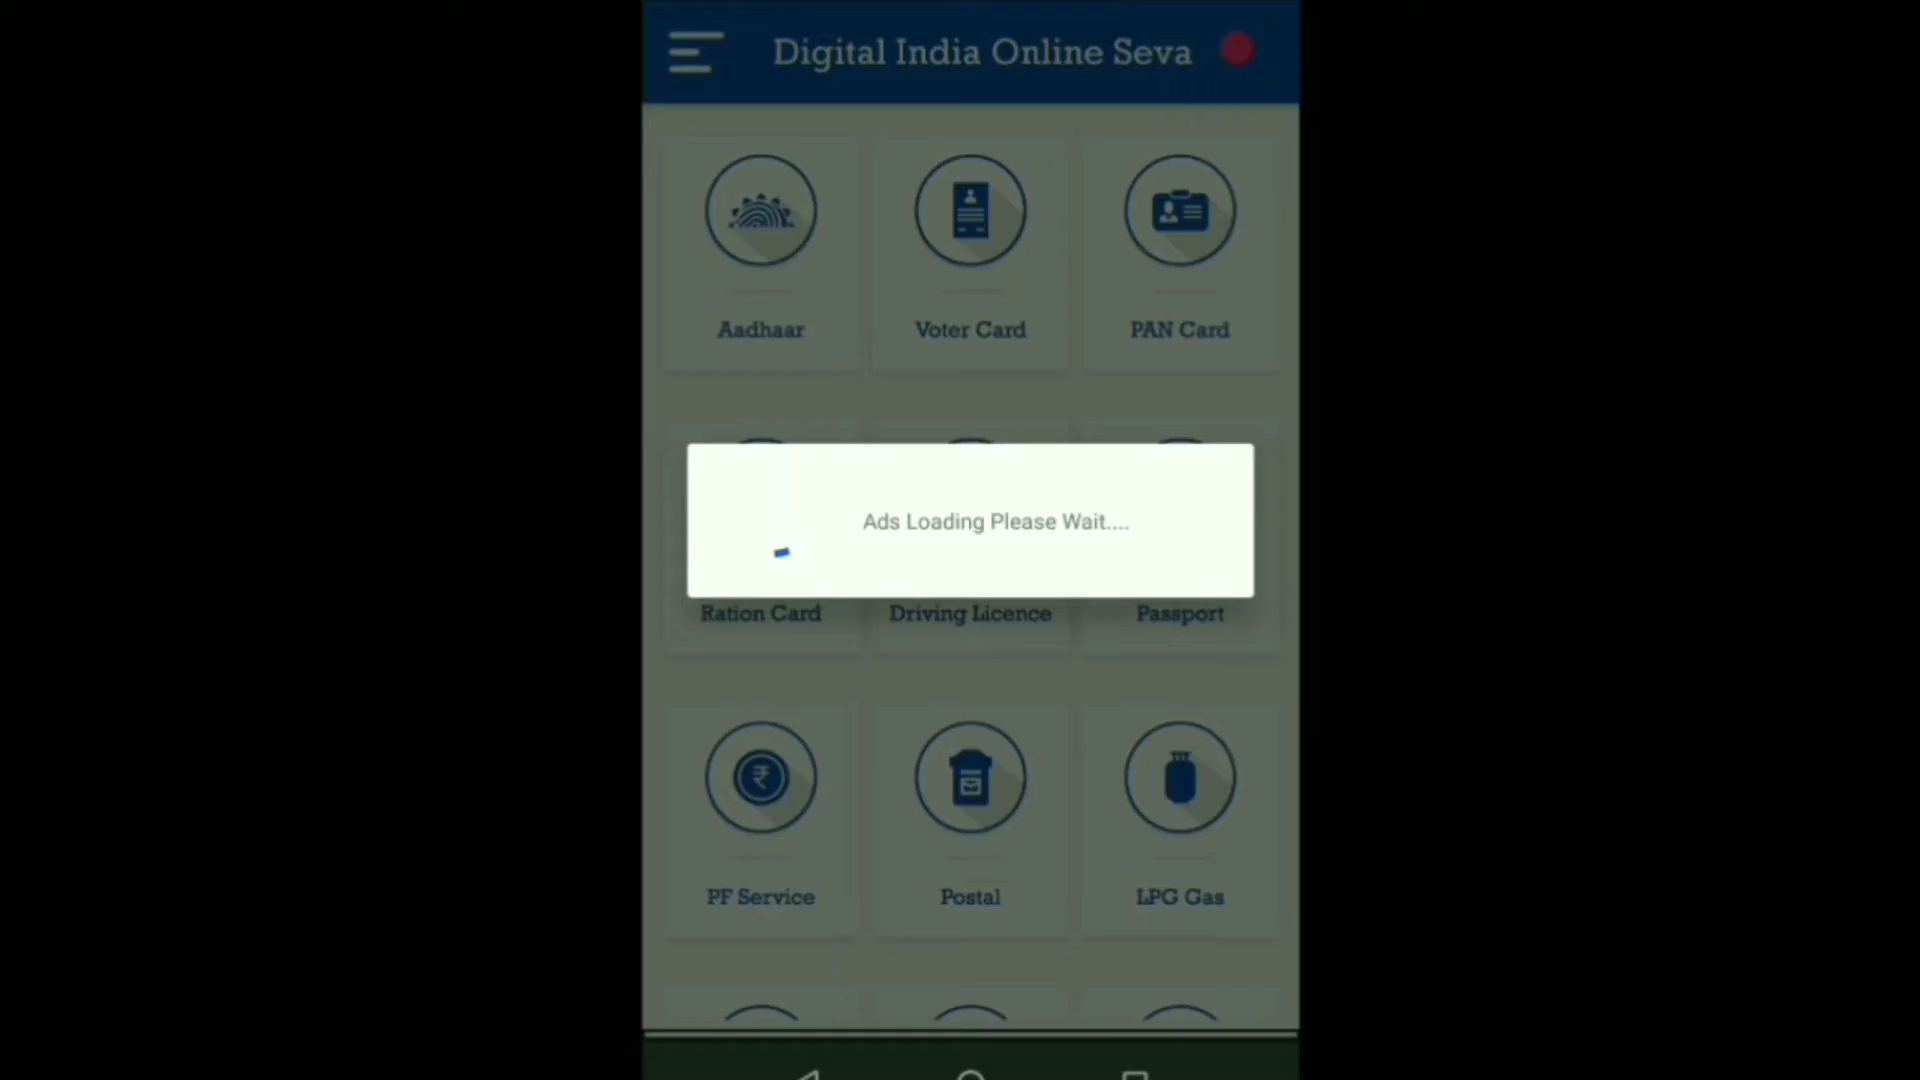 Digital India Online Seva
Aadhaar
Voter Card
PAN Card
Ads Loading Please Wait....
Ration Card
Driving Licence
Passport
PF Service
Postal
LPG Gas